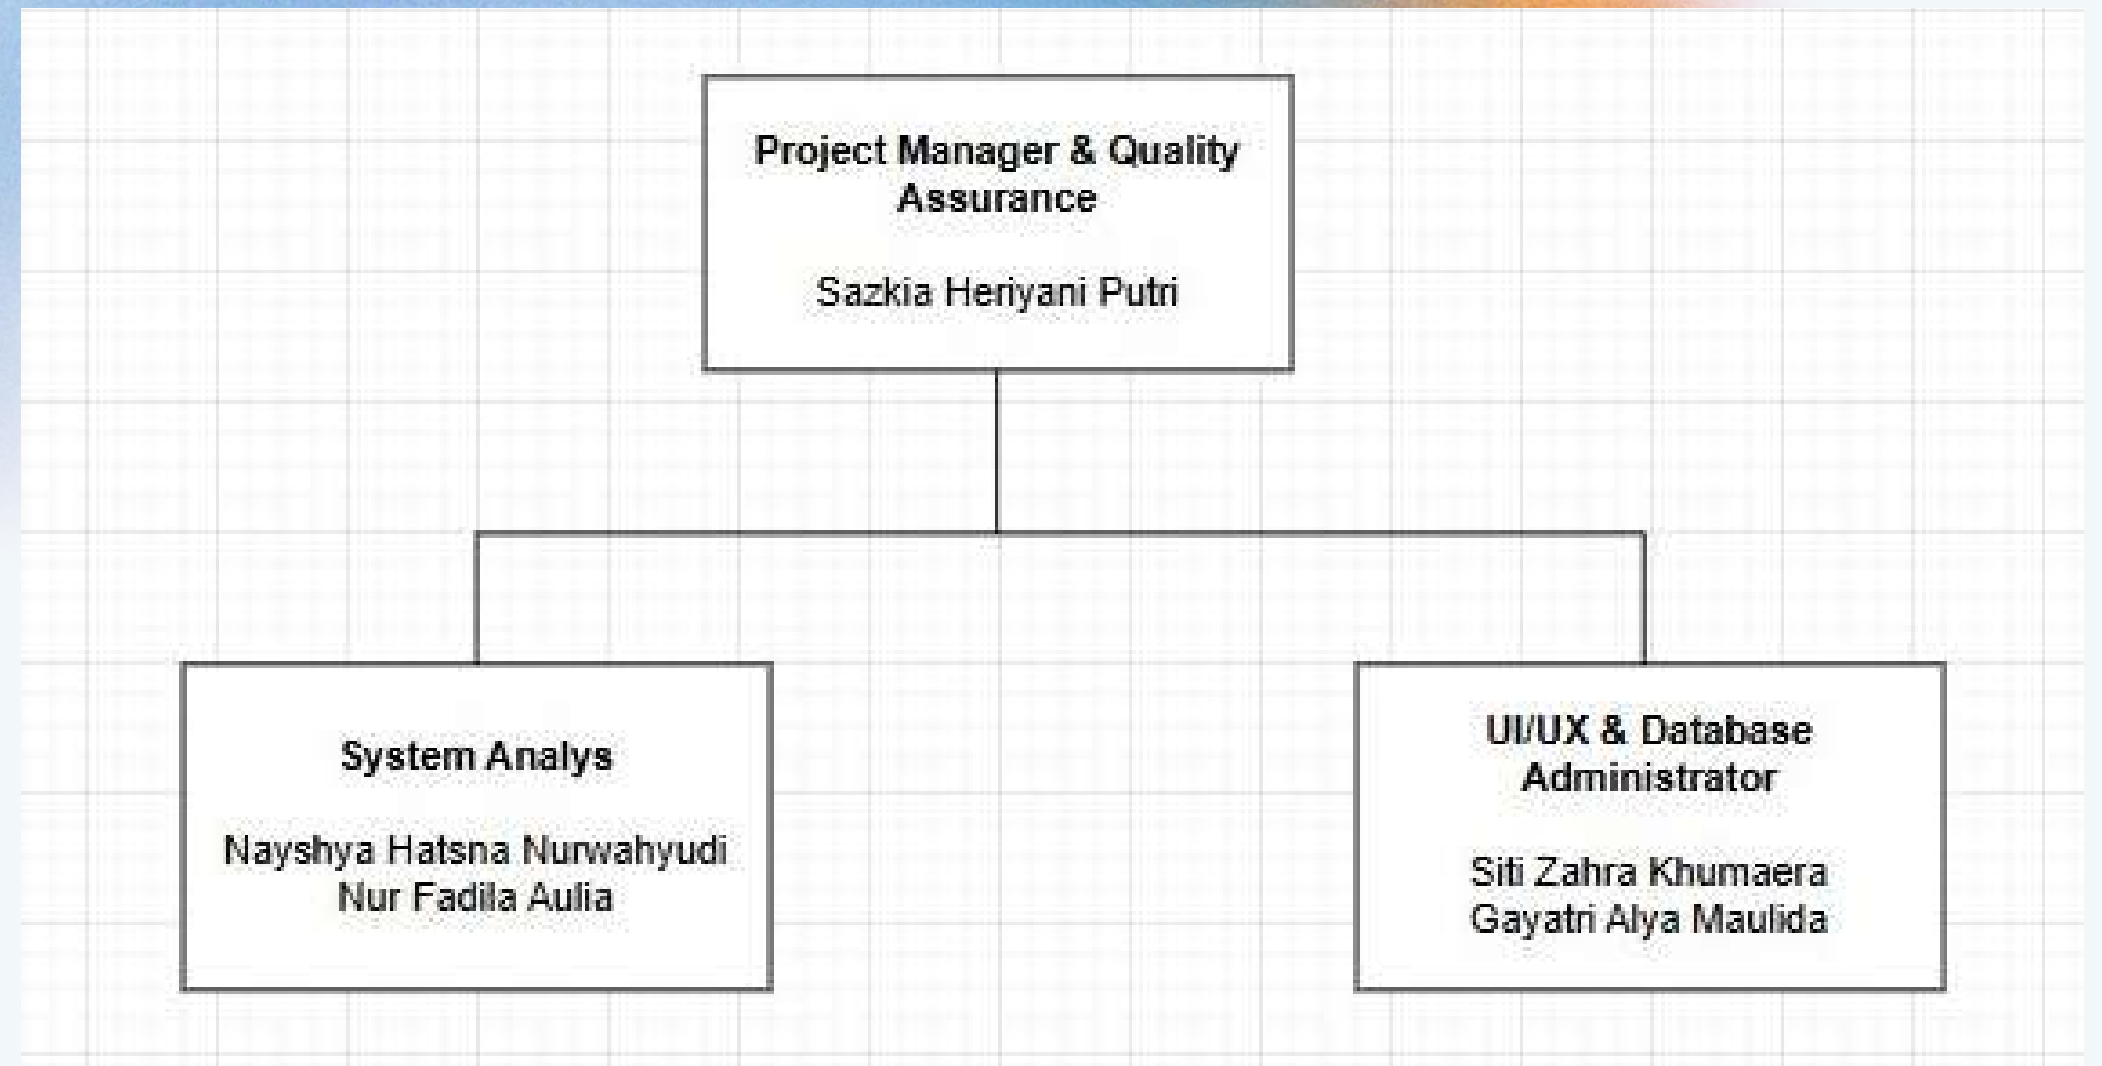 Project Manager & Quality
Assurance
Sazkia Heriyani Putri
System Analys
Nayshya Hatsna Nurwahyudi
Nur Fadila Aulia
UI/UX & Database
Administrator
Siti Zahra Khumaera
Gayatri Alya Maulida